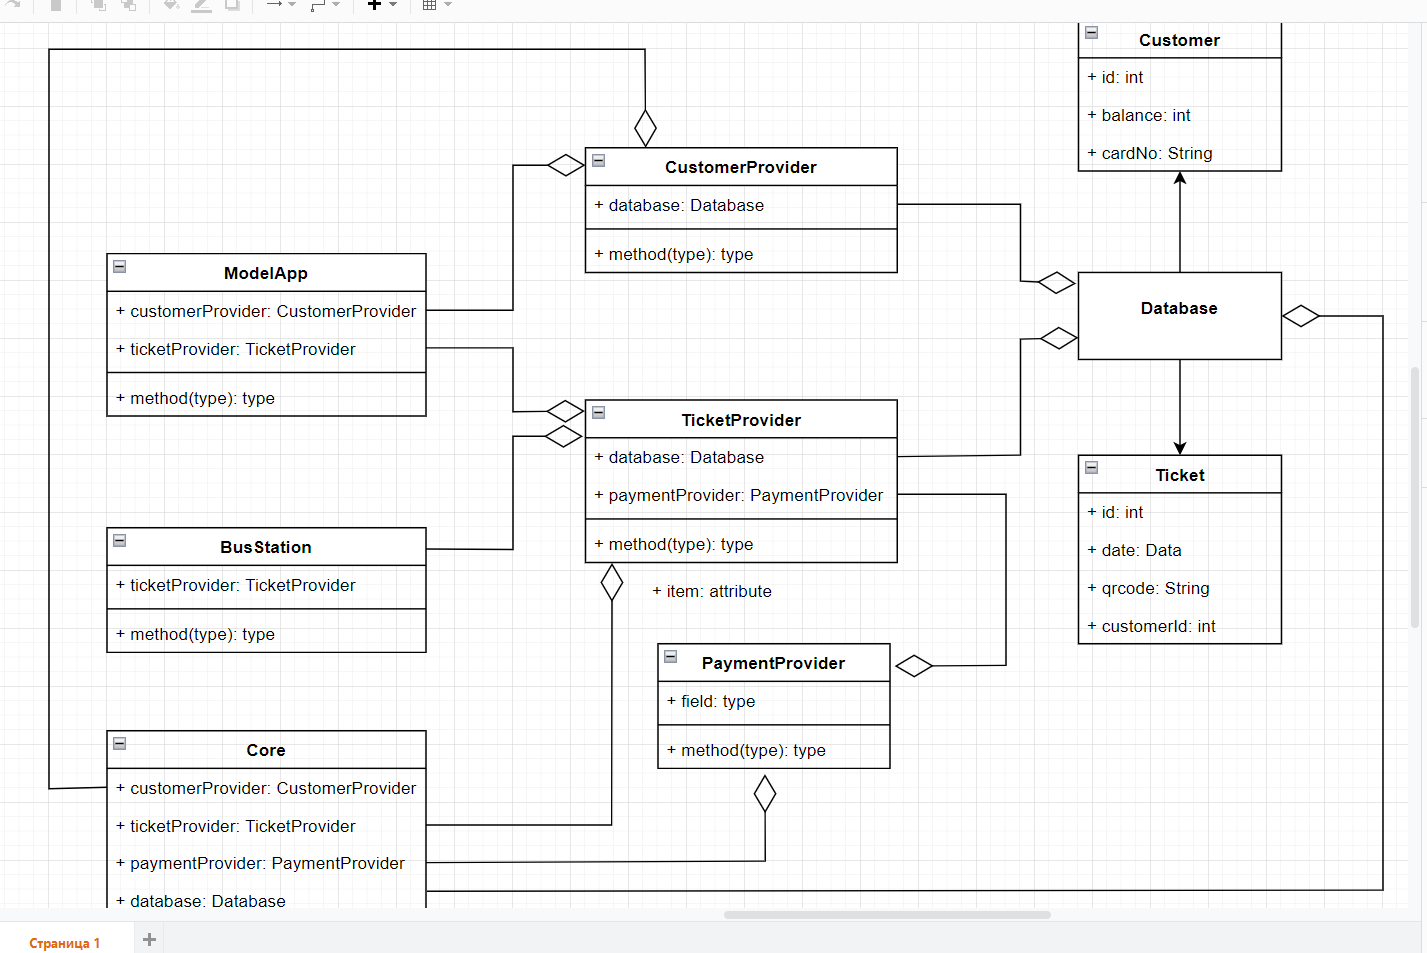 Customer
+ id: int
+ balance: int
+ cardNo: String
CustomerProvider
+ database: Database
+ method(type): type
ModelApp
+ customerProvider: CustomerProvider
+ ticketProvider: TicketProvider
+ method(type): type
Database
TicketProvider
+ database: Database
+ paymentProvider: PaymentProvider
+ method(type): type
+ item: attribute
Ticket
+ id: int
+ date: Data
+ qrcode: String
+ customerId: int
BusStation
+ ticketProvider: TicketProvider
+ method(type): type
PaymentProvider
+ field: type
+ method(type): type
Core
+ customerProvider: CustomerProvider
+ ticketProvider: TicketProvider
+ paymentProvider: PaymentProvider
+ database: Database
Страница 1